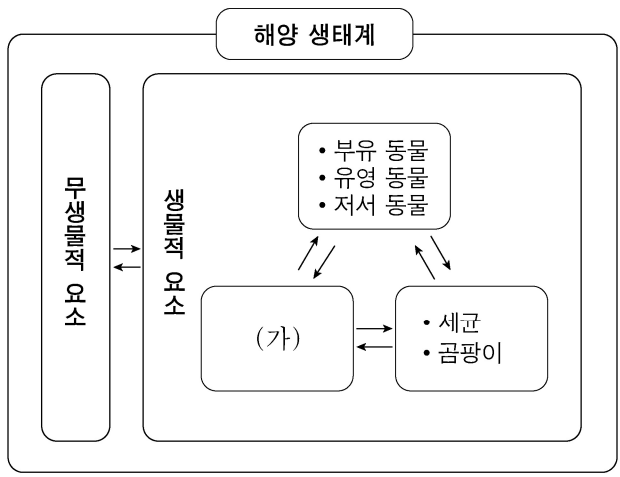 해양 생태계
무생물적 요소
생물적 요소
• 부유 동물
• 유영 동물
• 저서 동물
(가)
• 세균
• 곰팡이